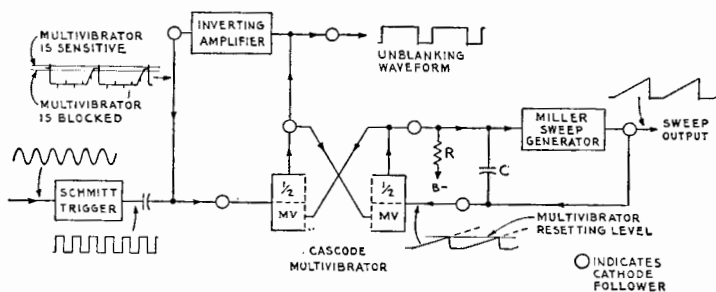 MULTIVIBRATOR
IS SENSITIVE
MULTIVIBRATOR
IS BLOCKED
INVERTING
AMPLIFIER
UNBLANKING
WAVEFORM
SCHMITT
TRIGGER
1/2
MV
1/2
MV
CASCODE
MULTIVIBRATOR
R
B-
C
MILLER
SWEEP
GENERATOR
SWEEP
OUTPUT
MULTIVIBRATOR
RESETTING LEVEL
INDICATES
CATHODE
FOLLOWER